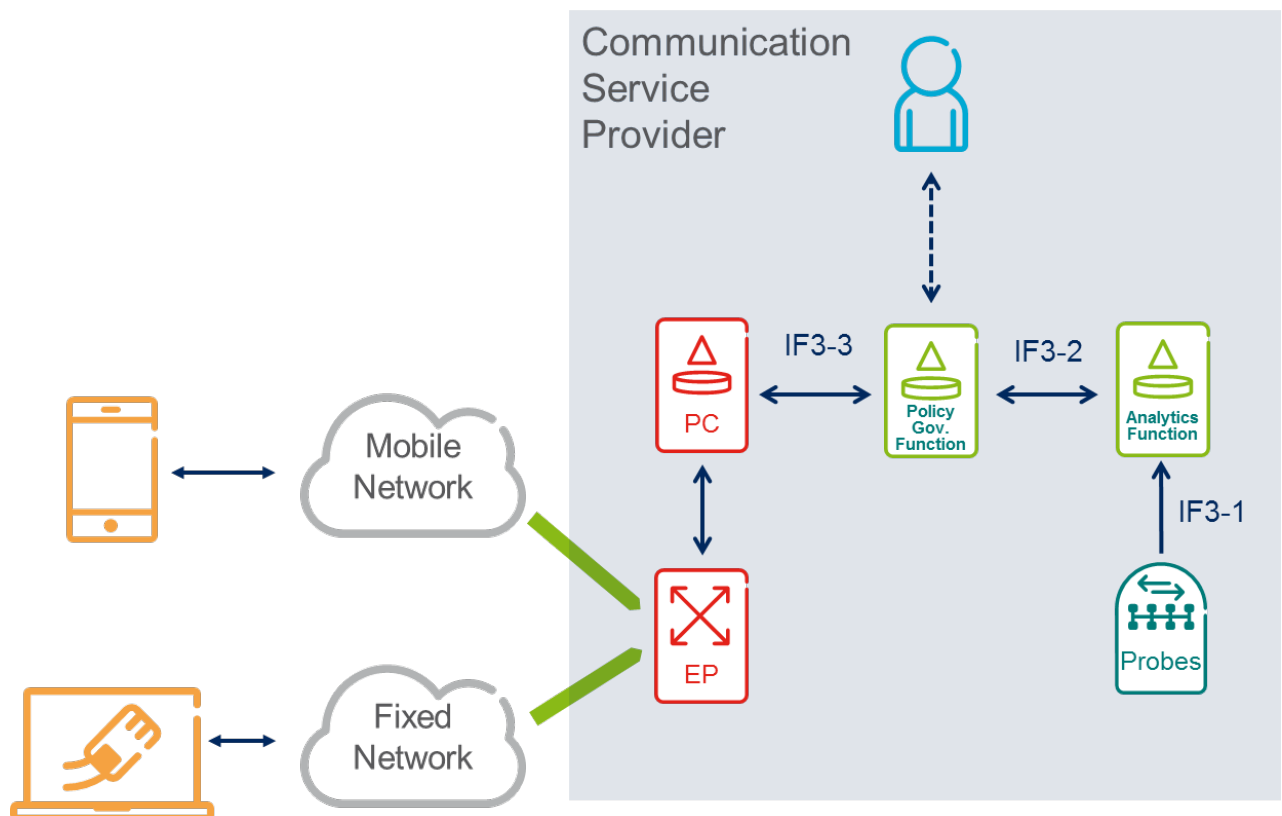 Communication
Service
Provider
IF3-3
IF3-2
PC
Policy
Gov.
Function
Analytics
Function
Mobile
Network
IF3-1
EP
Probes
Fixed
Network